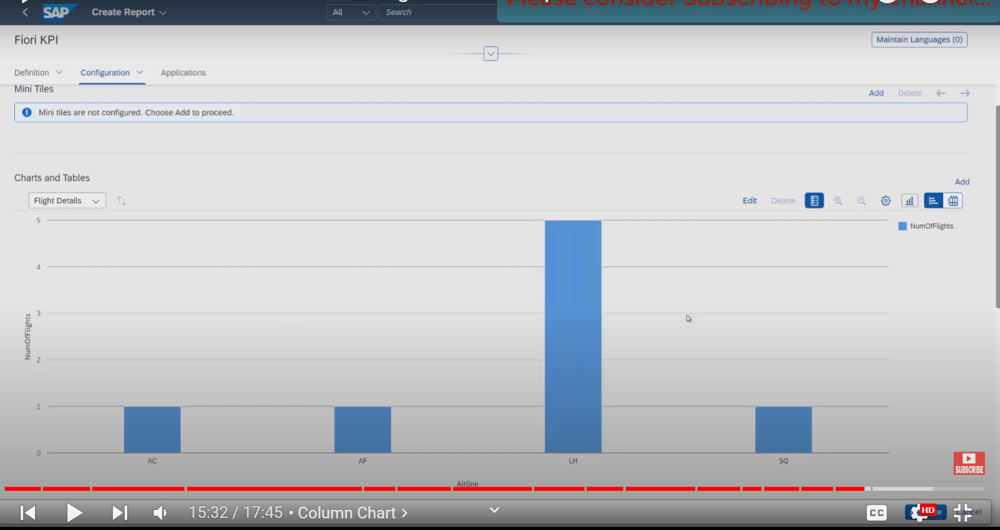 Please consider Subscribing to my channel...
SAP Create Report All Search
Fiori KPI
Maintain Languages (0)
Definition Configuration Applications
Mini Tiles
Add Delete
Mini tiles are not configured. Choose Add to proceed.
Charts and Tables
Add
Flight Details
Edit Delete
5
NumOfFlights
4
3
NumOfFlights
2
1
0
AC AF LH SQ
SUBSCRIBE
Airline
15:32 / 17:45 • Column Chart
CC
HD
Cancel